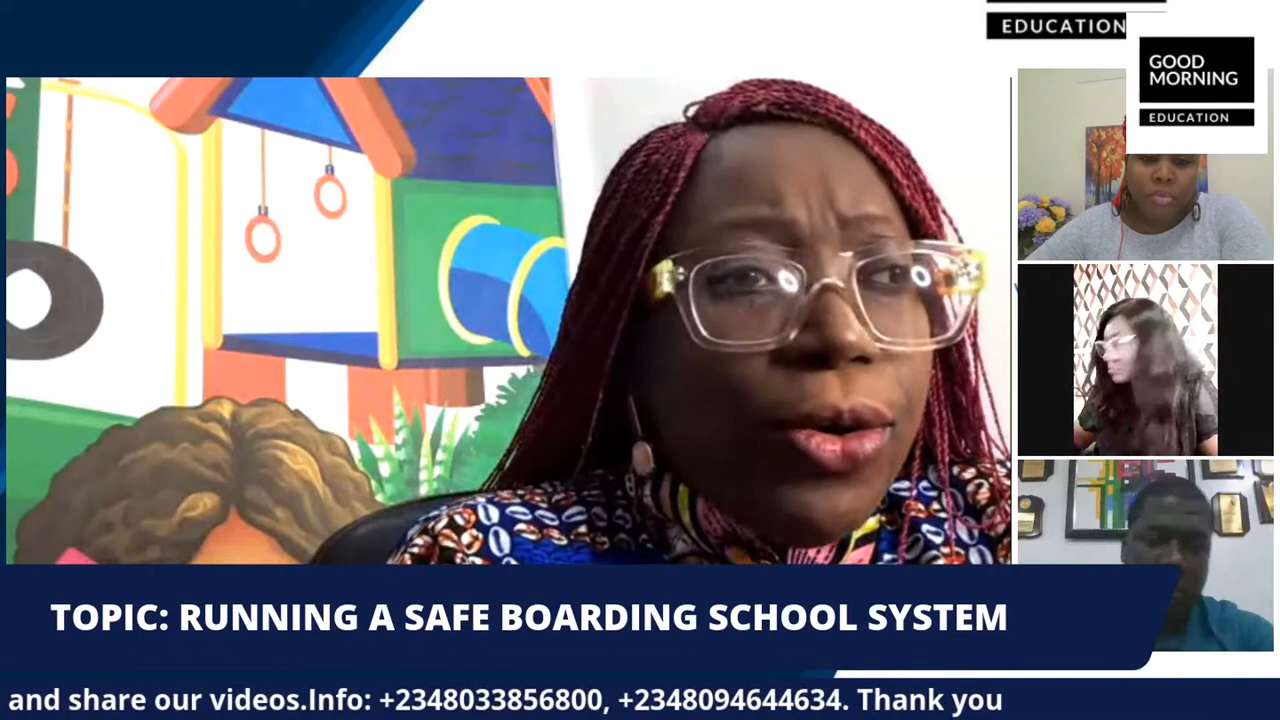 EDUCATION
GOOD
MORNING
EDUCATION
TOPIC: RUNNING A SAFE BOARDING SCHOOL SYSTEM
and share our videos.Info: +2348033856800, +2348094644634. Thank you